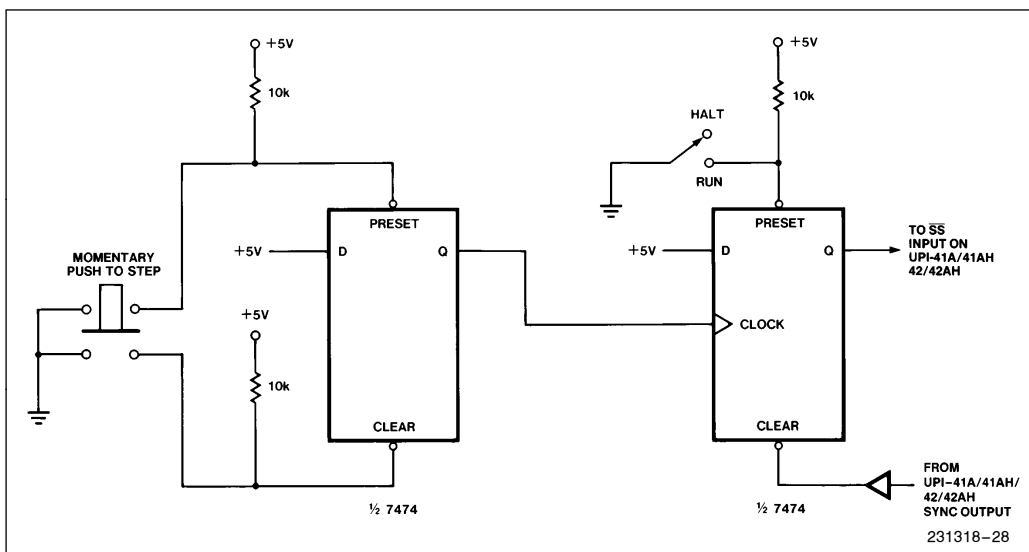 +5V
10k
MOMENTARY
PUSH TO STEP
+5V
10k
PRESET
+5V
D
Q
CLEAR
½ 7474
+5V
10k
HALT
RUN
PRESET
+5V
D
Q
CLOCK
CLEAR
½ 7474
TO S̅S̅
INPUT ON
UPI-41A/41AH
42/42AH
FROM
UPI-41A/41AH/
42/42AH
SYNC OUTPUT
231318-28